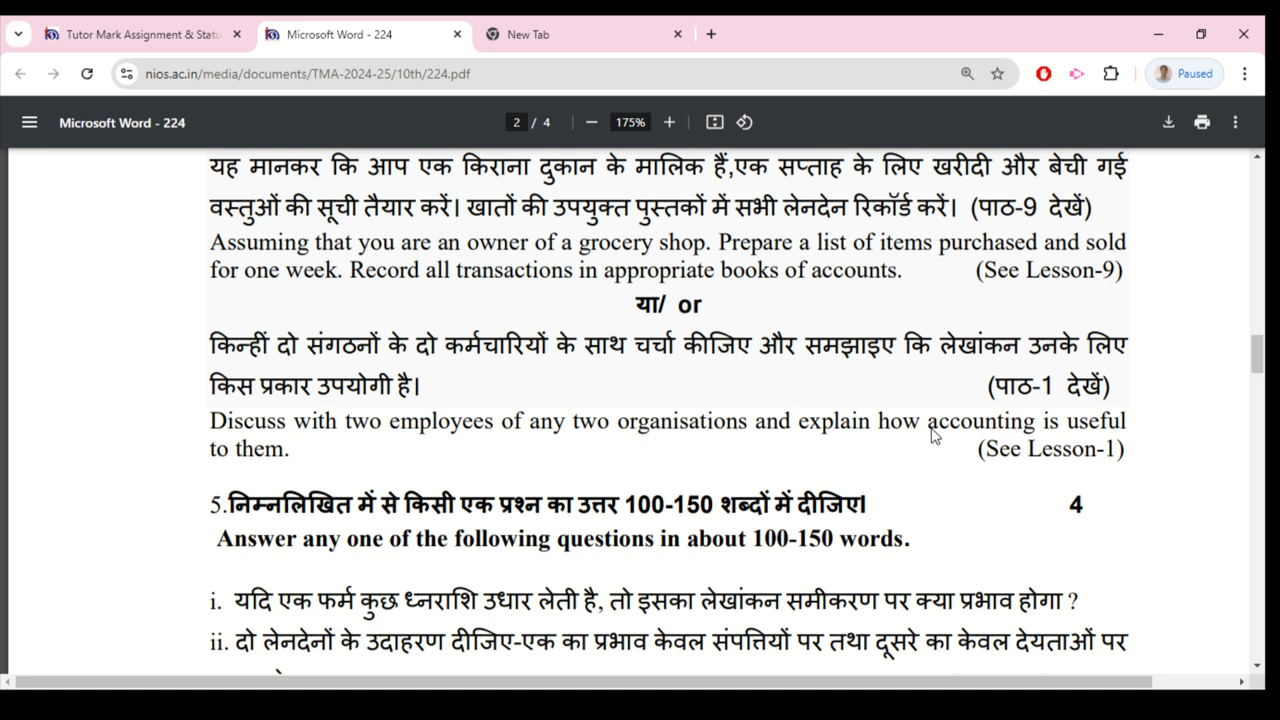 Tutor Mark Assignment & Statu
Microsoft Word - 224
New Tab
nios.ac.in/media/documents/TMA-2024-25/10th/224.pdf
Paused
Microsoft Word - 224
2 / 4
175%
यह मानकर कि आप एक किराना दुकान के मालिक हैं,एक सप्ताह के लिए खरीदी और बेची गई
वस्तुओं की सूची तैयार करें। खातों की उपयुक्त पुस्तकों में सभी लेनदेन रिकॉर्ड करें। (पाठ-9 देखें)
Assuming that you are an owner of a grocery shop. Prepare a list of items purchased and sold
for one week. Record all transactions in appropriate books of accounts. (See Lesson-9)
या/ or
किन्हीं दो संगठनों के दो कर्मचारियों के साथ चर्चा कीजिए और समझाइए कि लेखांकन उनके लिए
किस प्रकार उपयोगी है। (पाठ-1 देखें)
Discuss with two employees of any two organisations and explain how accounting is useful
to them. (See Lesson-1)
5.निम्नलिखित में से किसी एक प्रश्न का उत्तर 100-150 शब्दों में दीजिए। 4
Answer any one of the following questions in about 100-150 words.
i. यदि एक फर्म कुछ ध्नराशि उधार लेती है, तो इसका लेखांकन समीकरण पर क्या प्रभाव होगा ?
ii. दो लेनदेनों के उदाहरण दीजिए-एक का प्रभाव केवल संपत्तियों पर तथा दूसरे का केवल देयताओं पर